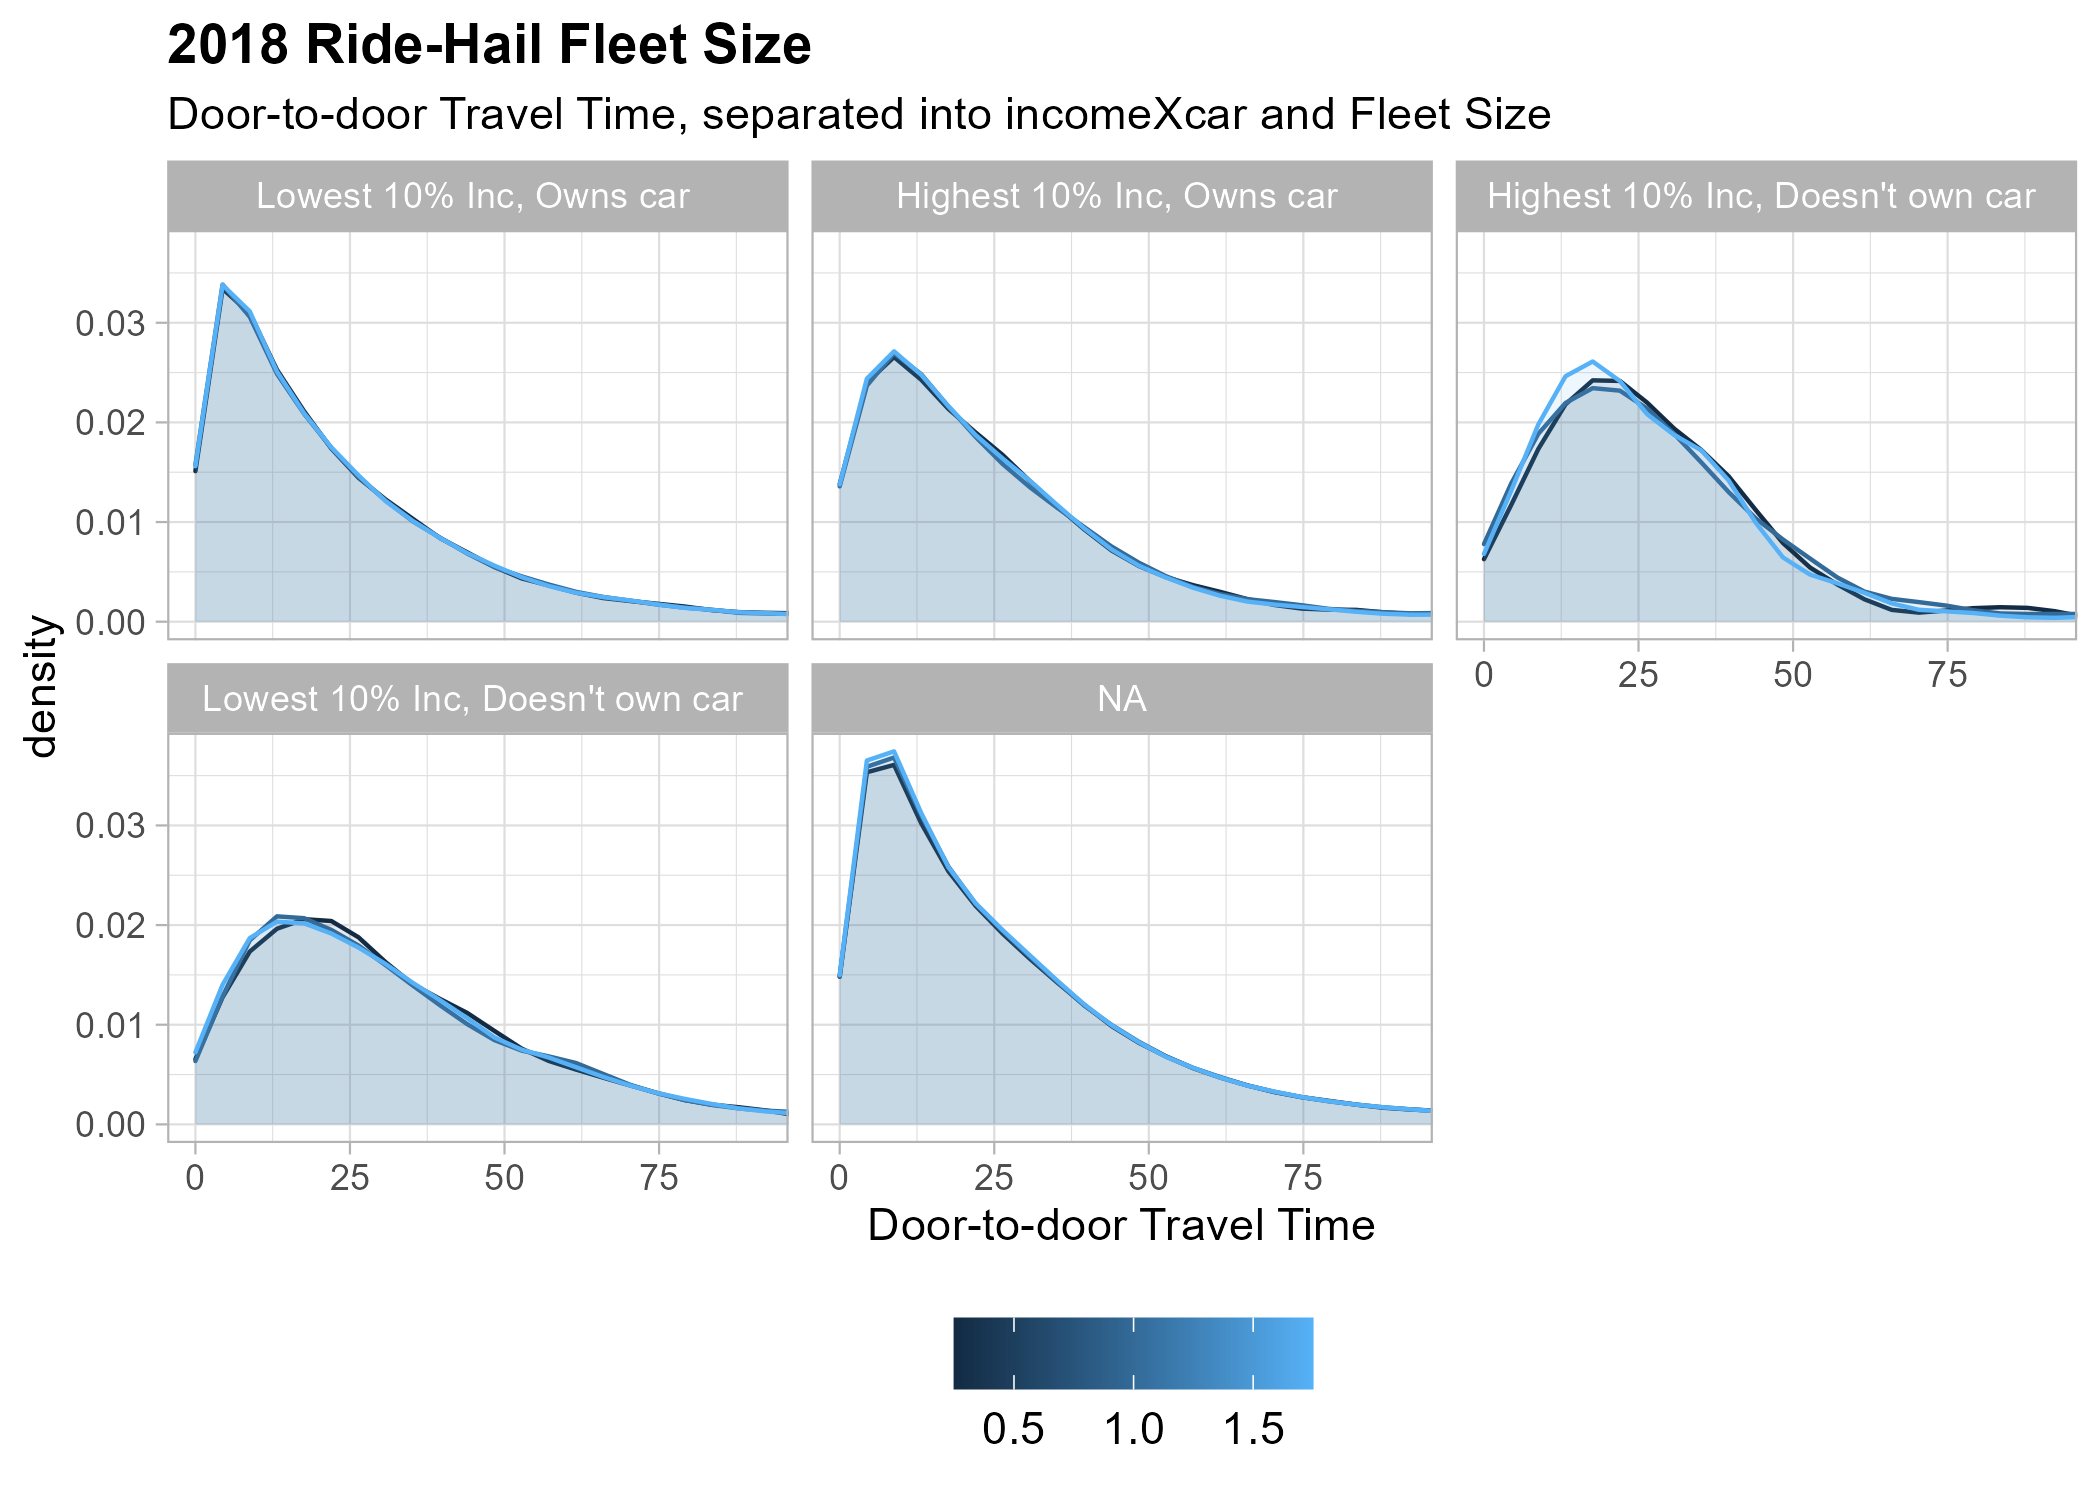 2018 Ride-Hail Fleet Size
Door-to-door Travel Time, separated into incomeXcar and Fleet Size
Lowest 10% Inc, Owns car
Highest 10% Inc, Owns car
Highest 10% Inc, Doesn't own car
0.03
0.02
0.01
0.00
0 25 50 75
density
Lowest 10% Inc, Doesn't own car
NA
0.03
0.02
0.01
0.00
0 25 50 75
0 25 50 75
Door-to-door Travel Time
0.5 1.0 1.5